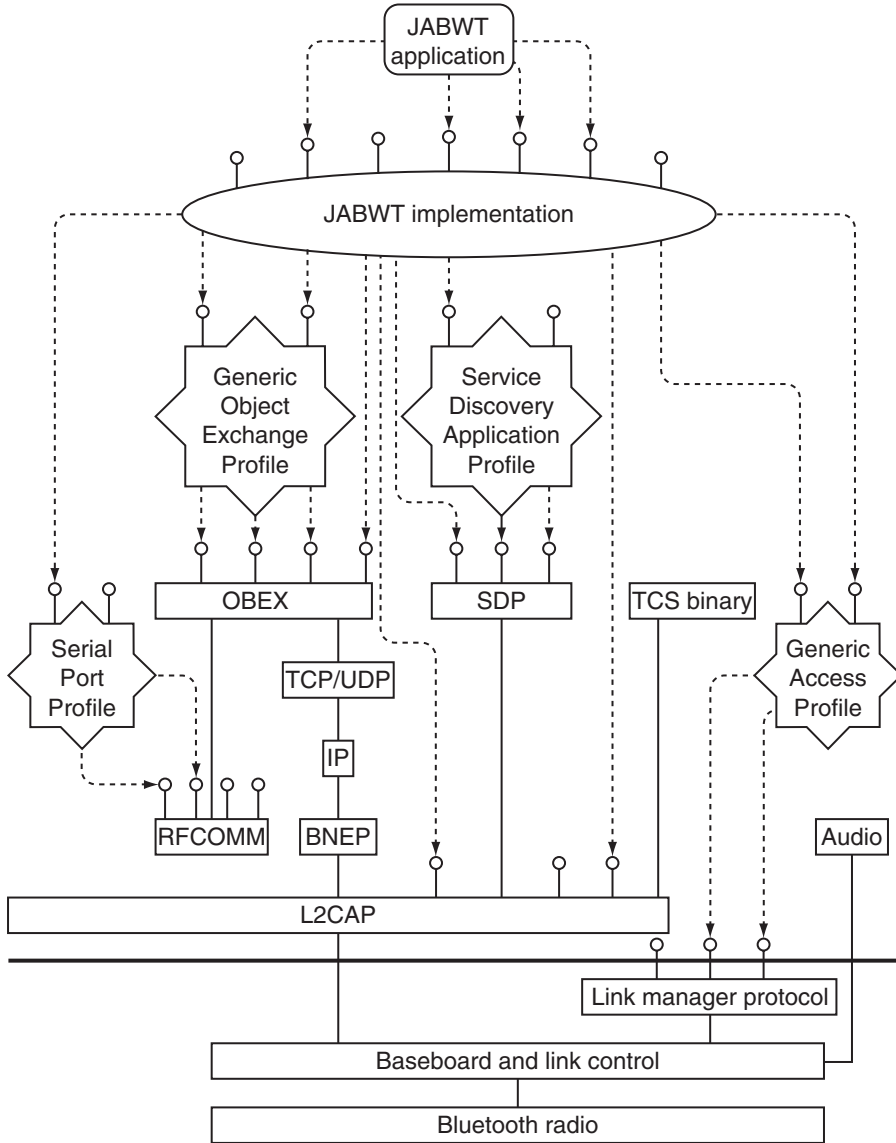 JABWT
application
JABWT implementation
Generic
Object
Exchange
Profile
Service
Discovery
Application
Profile
OBEX
SDP
TCS binary
Serial
Port
Profile
TCP/UDP
Generic
Access
Profile
IP
RFCOMM
BNEP
Audio
L2CAP
Link manager protocol
Baseboard and link control
Bluetooth radio